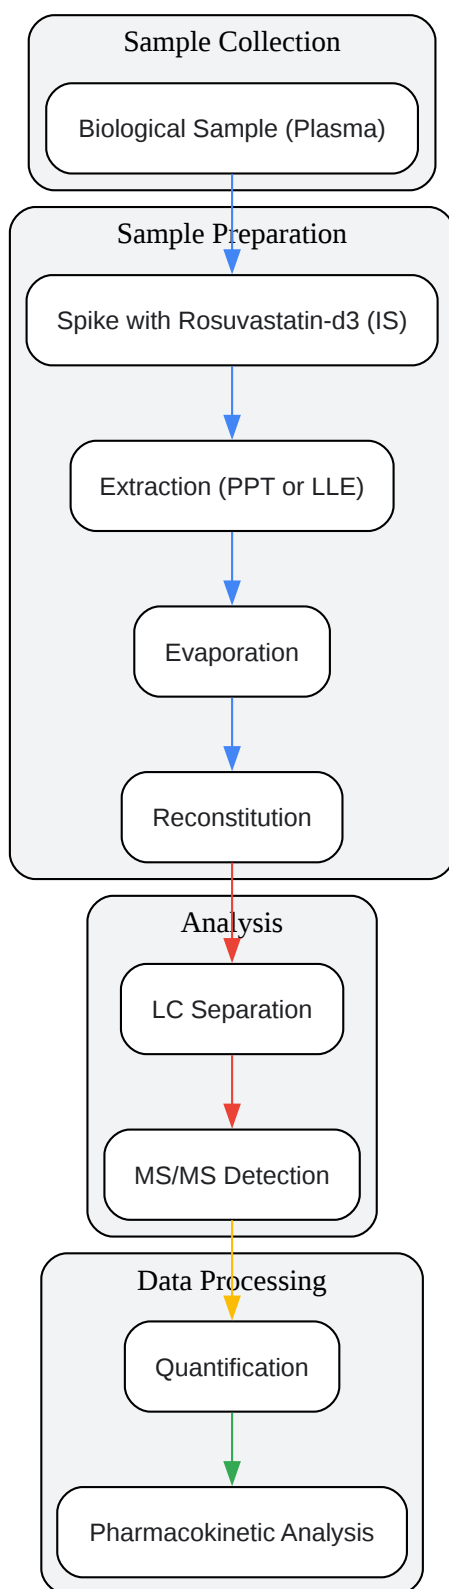 Sample Collection
Biological Sample (Plasma)
Sample Preparation
Spike with Rosuvastatin-d3 (IS)
Extraction (PPT or LLE)
Evaporation
Reconstitution
Analysis
LC Separation
MS/MS Detection
Data Processing
Quantification
Pharmacokinetic Analysis